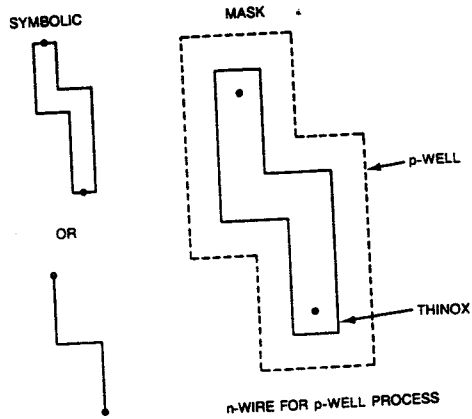 SYMBOLIC
MASK
p-WELL
OR
THINOX
n-WIRE FOR p-WELL PROCESS